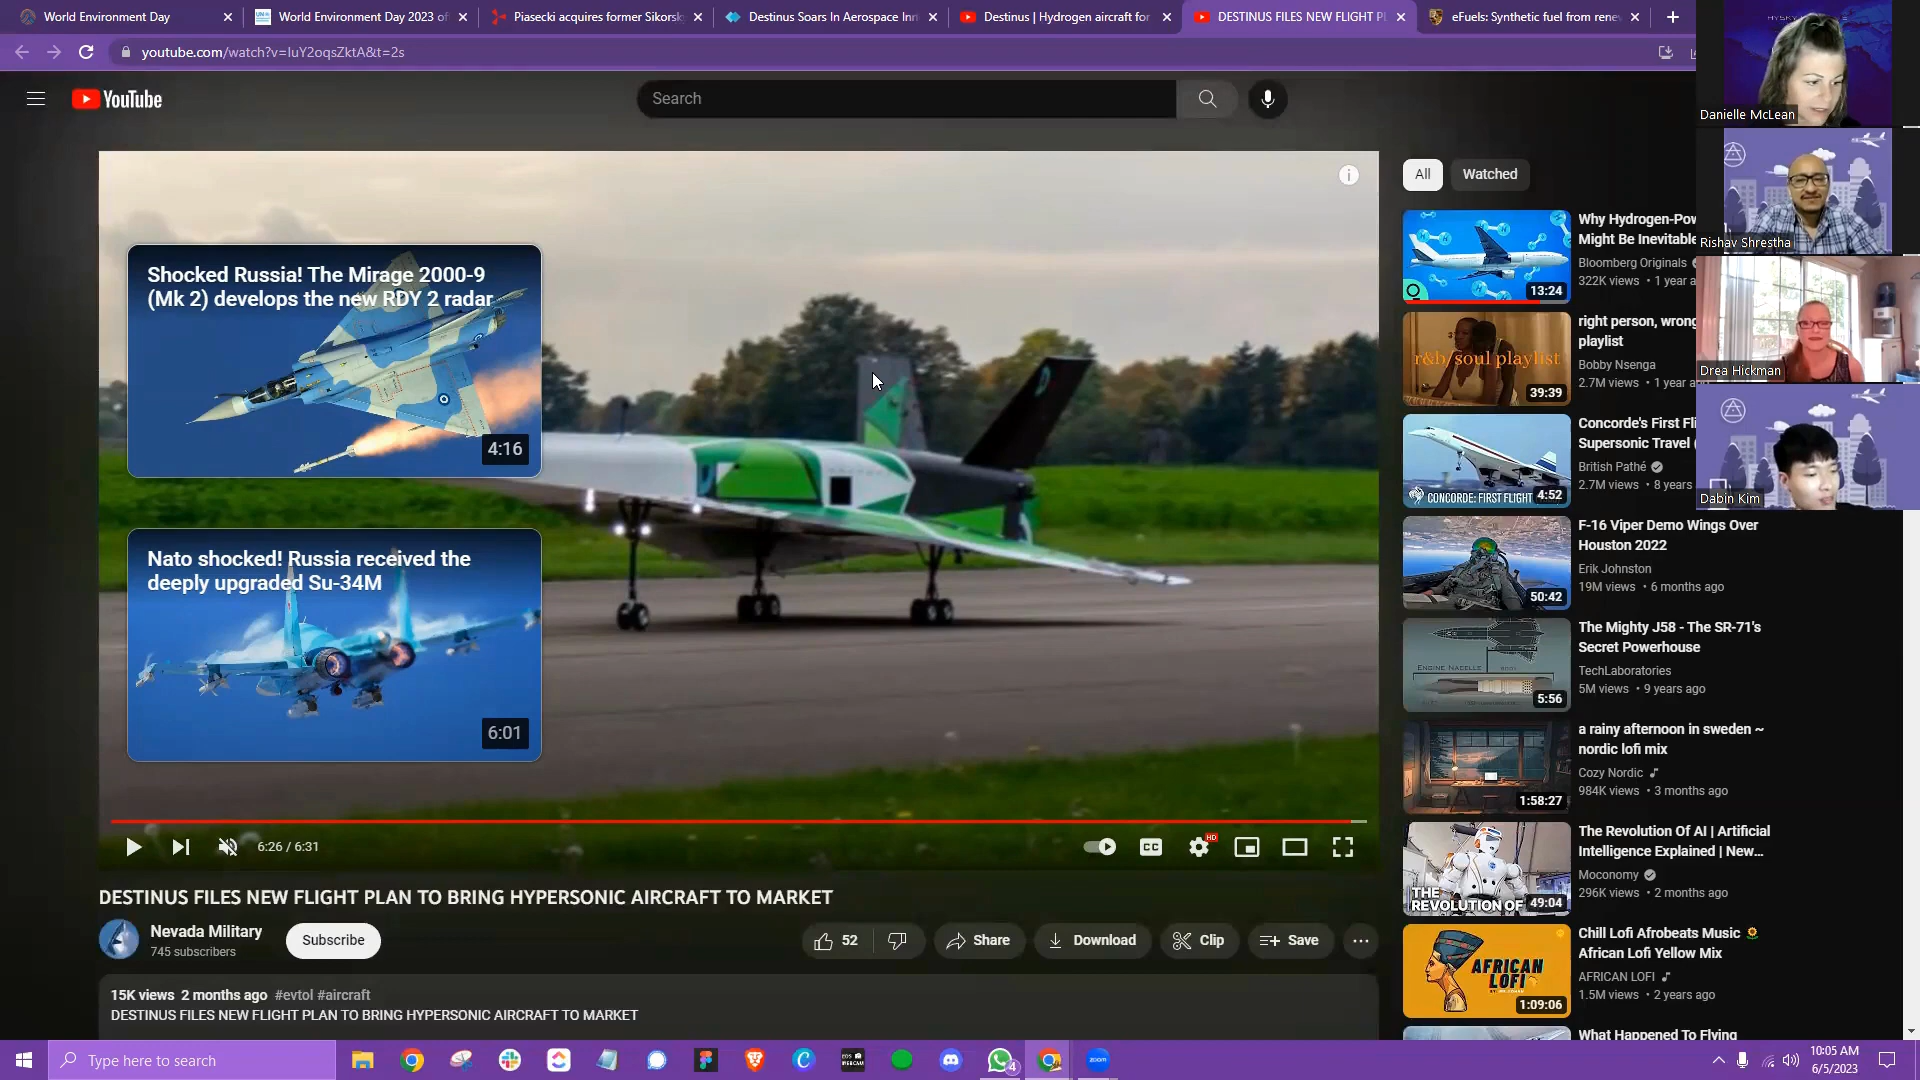 World Environment Day
World Environment Day 2023 of
Piasecki acquires former Sikorsk
Destinus Soars In Aerospace Inn
Destinus | Hydrogen aircraft for
DESTINUS FILES NEW FLIGHT P
eFuels: Synthetic fuel from rene
youtube.com/watch?v=IuY2oqsZktA&t=2s
YouTube
Search
Danielle McLean
Rishav Shrestha
Drea Hickman
Dabin Kim
Shocked Russia! The Mirage 2000-9
(Mk 2) develops the new RDY 2 radar
4:16
Nato shocked! Russia received the
deeply upgraded Su-34M
6:01
6:26 / 6:31
CC
HD
DESTINUS FILES NEW FLIGHT PLAN TO BRING HYPERSONIC AIRCRAFT TO MARKET
Nevada Military
745 subscribers
Subscribe
52
Share
Download
Clip
Save
15K views 2 months ago #evtol #aircraft
DESTINUS FILES NEW FLIGHT PLAN TO BRING HYPERSONIC AIRCRAFT TO MARKET
All
Watched
Why Hydrogen-Pow
Might Be Inevitable
Bloomberg Originals
322K views • 1 year a
13:24
right person, wrong
playlist
Bobby Nsenga
2.7M views • 1 year a
r&b/soul playlist
39:39
Concorde's First Fli
Supersonic Travel
British Pathé
2.7M views • 8 years
CONCORDE: FIRST FLIGHT
4:52
F-16 Viper Demo Wings Over
Houston 2022
Erik Johnston
19M views • 6 months ago
50:42
The Mighty J58 - The SR-71's
Secret Powerhouse
TechLaboratories
5M views • 9 years ago
ENGINE NACELLE
5:56
a rainy afternoon in sweden ~
nordic lofi mix
Cozy Nordic
984K views • 3 months ago
1:58:27
The Revolution Of AI | Artificial
Intelligence Explained | New...
Moconomy
296K views • 2 months ago
THE
REVOLUTION OF
49:04
Chill Lofi Afrobeats Music
African Lofi Yellow Mix
AFRICAN LOFI
1.5M views • 2 years ago
AFRICAN
LOFI
1:09:06
What Happened To Flying
Type here to search
EOS
WEBCAM
4
zoom
10:05 AM
6/5/2023